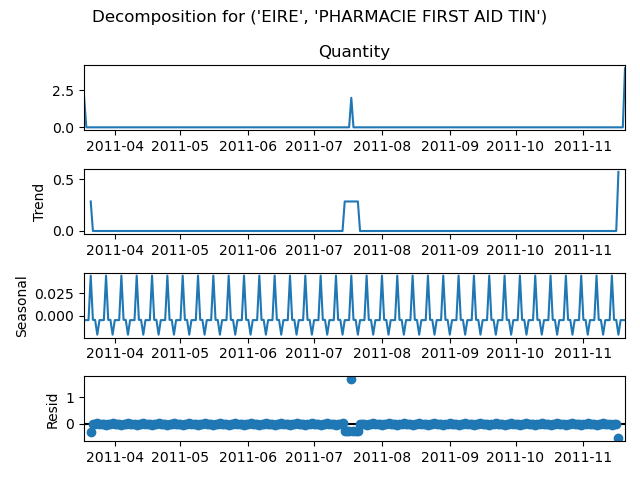 Decomposition for ('EIRE', 'PHARMACIE FIRST AID TIN')
Quantity
2.5
0.0
2011-04 2011-05 2011-06 2011-07 2011-08 2011-09 2011-10 2011-11
Trend
0.5
0.0
2011-04 2011-05 2011-06 2011-07 2011-08 2011-09 2011-10 2011-11
Seasonal
0.025
0.000
2011-04 2011-05 2011-06 2011-07 2011-08 2011-09 2011-10 2011-11
Resid
1
0
2011-04 2011-05 2011-06 2011-07 2011-08 2011-09 2011-10 2011-11